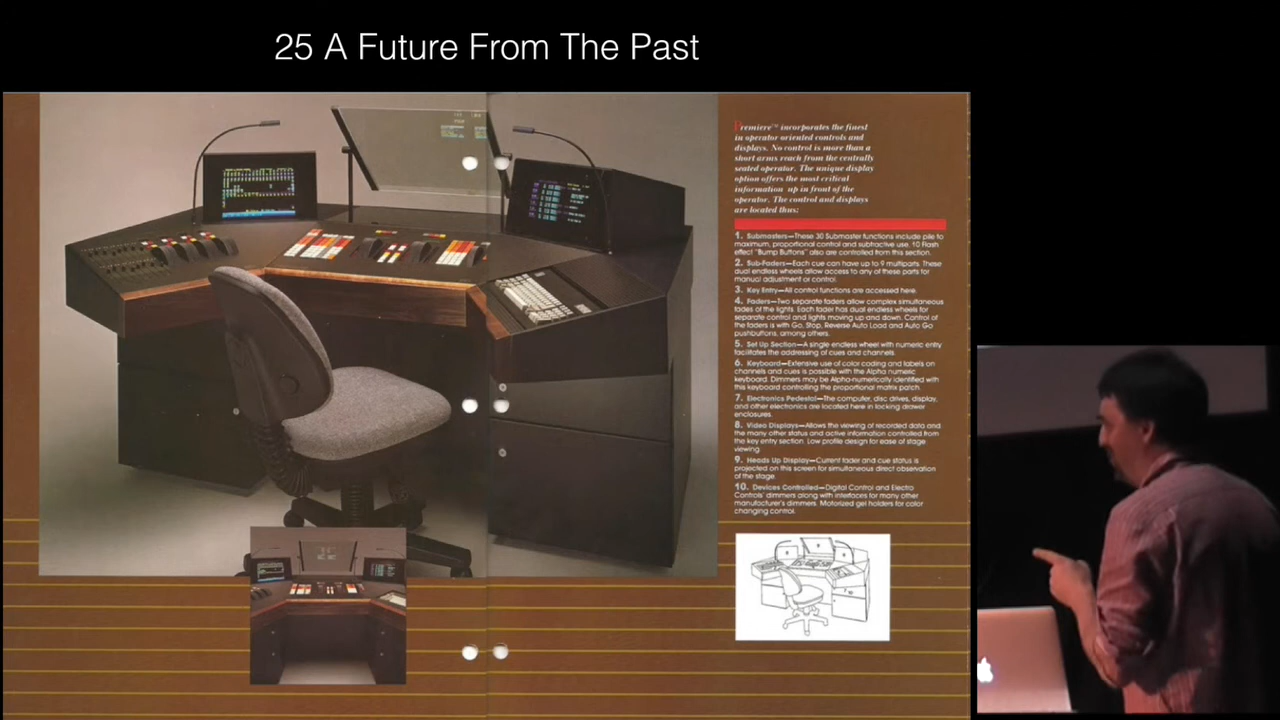 25 A Future From The Past
Premiere™ incorporates the finest
in operator oriented controls and
displays. No control is more than a
short arms reach from the centrally
seated operator. The unique display
option offers the most critical
information up in front of the
operator. The control and displays
are located thus:
1. Submasters—These 30 Submaster functions include pile to
maximum, proportional control and subtractive use. 10 Flash
effect "Bump Buttons" also are controlled from this section.
2. Sub-Faders—Each cue can have up to 9 multiparts. These
dual endless wheels allow access to any of these parts for
manual adjustment or control.
3. Key Entry—All control functions are accessed here.
4. Faders—Two separate faders allow complex simultaneous
fades of the lights. Each fader has dual endless wheels for
separate control and lights moving up and down. Control of
the faders is with Go, Stop, Reverse Auto Load and Auto Go
pushbuttons, among others.
5. Set Up Section—A single endless wheel with numeric entry
facilitates the addressing of cues and channels.
6. Keyboard—Extensive use of color coding and labels on
channels and cues is possible with the Alpha numeric
keyboard. Dimmers may be Alpha-numerically identified with
this keyboard controlling the proportional matrix patch.
7. Electronics Pedestal—The computer, disc drives, display,
and other electronics are located here in locking drawer
enclosures.
8. Video Displays—Allows the viewing of recorded data and
the many other status and active information controlled from
the key entry section. Low profile design for ease of stage
viewing.
9. Heads Up Display—Current fader and cue status is
projected on this screen for simultaneous direct observation
of the stage.
10. Devices Controlled—Digital Control and Electro
Controls' dimmers along with interfaces for many other
manufacturer's dimmers. Motorized gel holders for color
changing control.